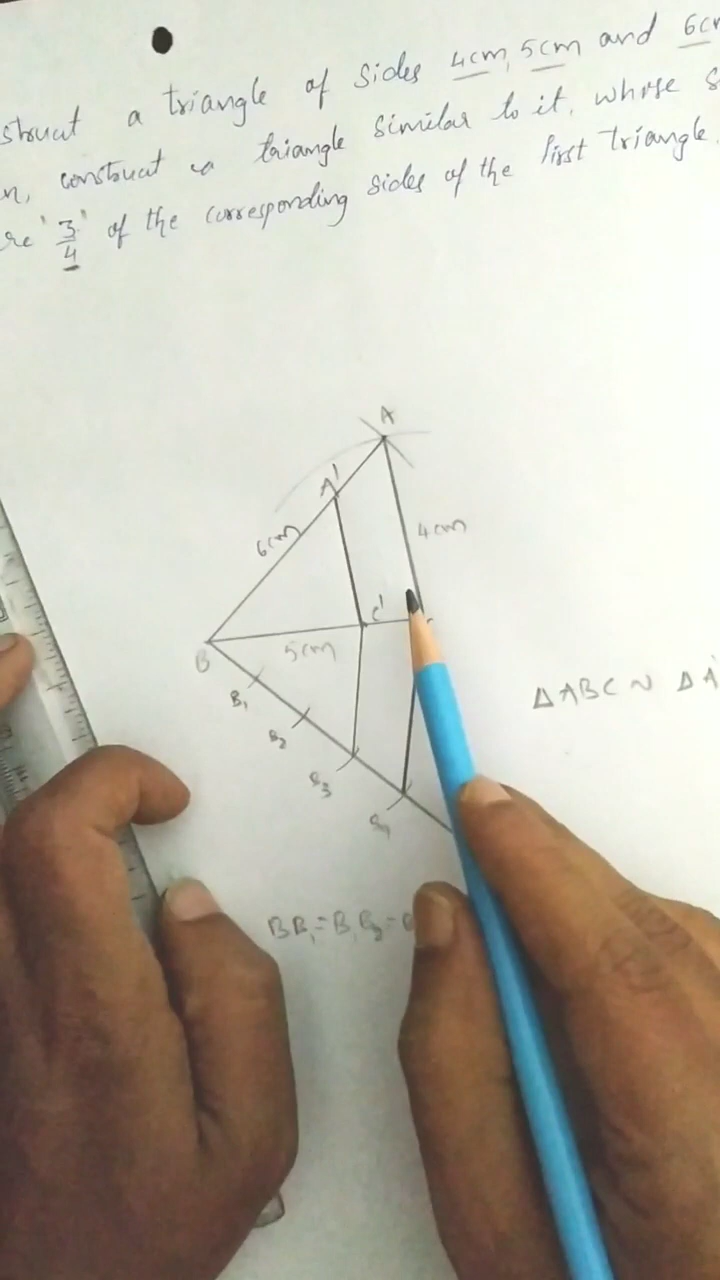 struct a triangle of sides 4cm, 5cm and 6cm
n, construct a triangle similar to it, whose s
re '3/4' of the corresponding sides of the first triangle.
A
A'
6cm
4cm
C'
B
5cm
B1
B2
B3
B4
ΔABC ~ ΔA'
BB1 = B1B2 =